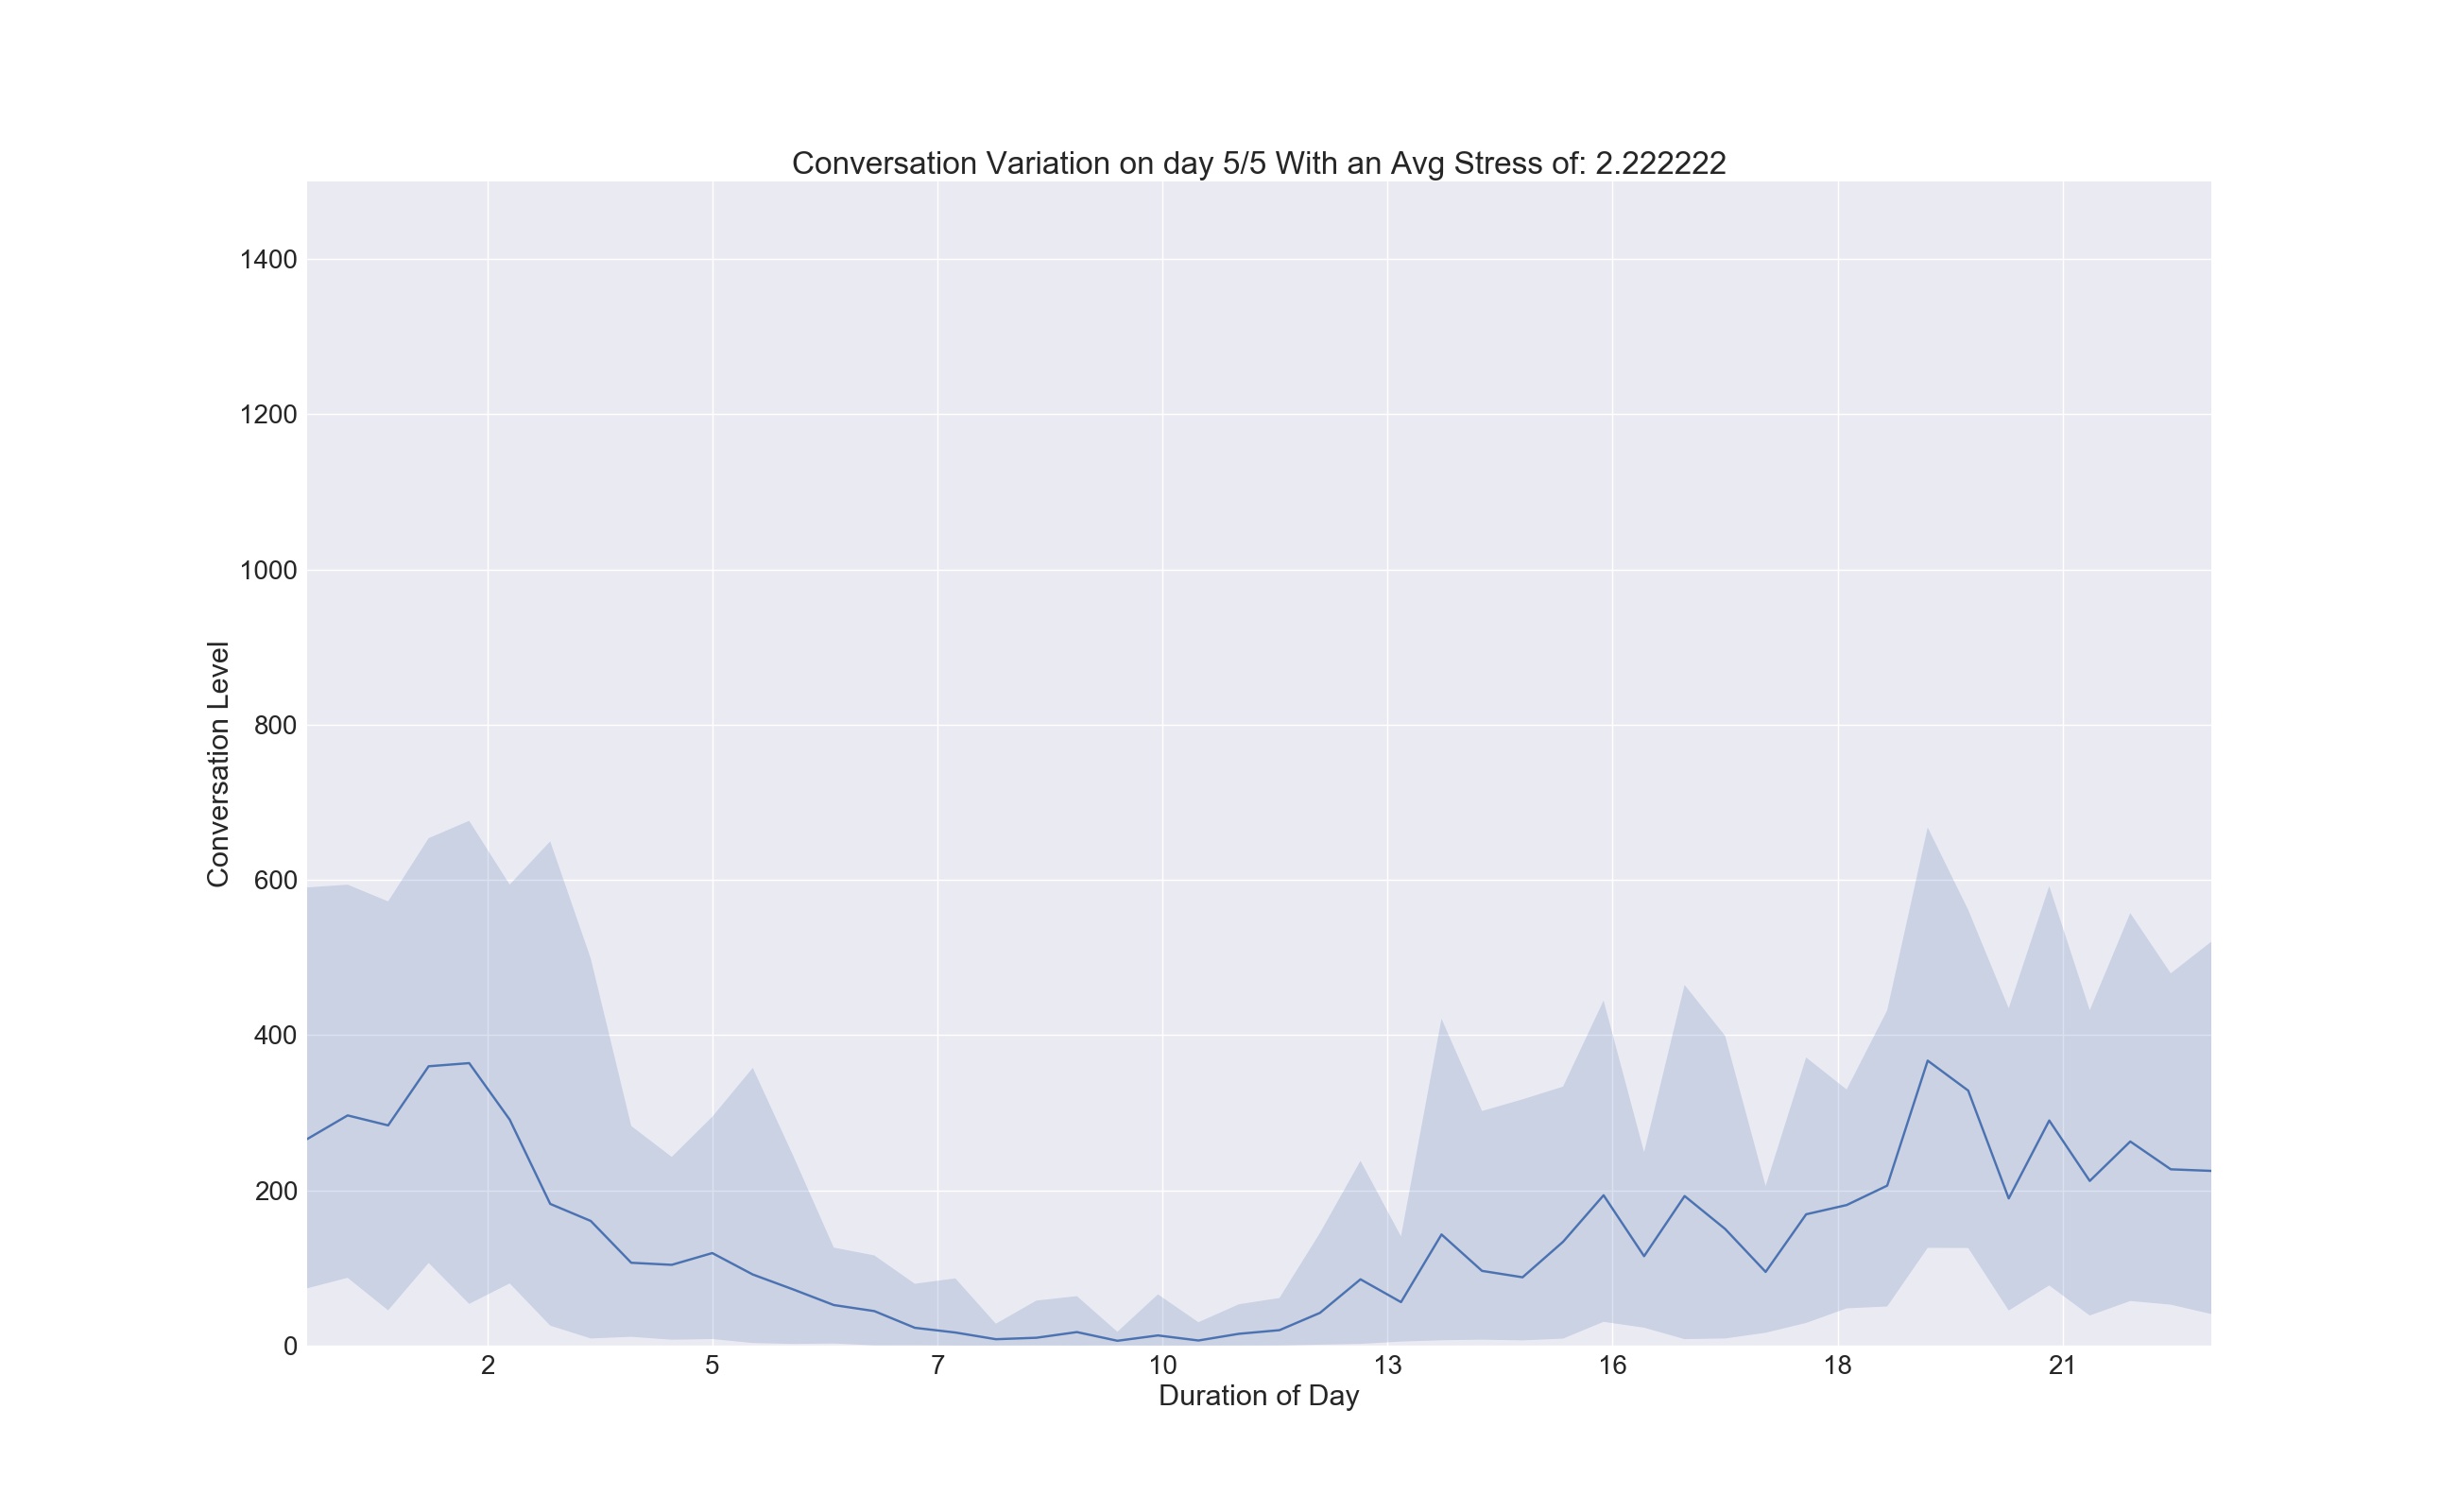 Conversation Variation on day 5/5 With an Avg Stress of: 2.222222
1400
1200
1000
800
600
400
200
0
Conversation Level
2 5 7 10 13 16 18 21
Duration of Day